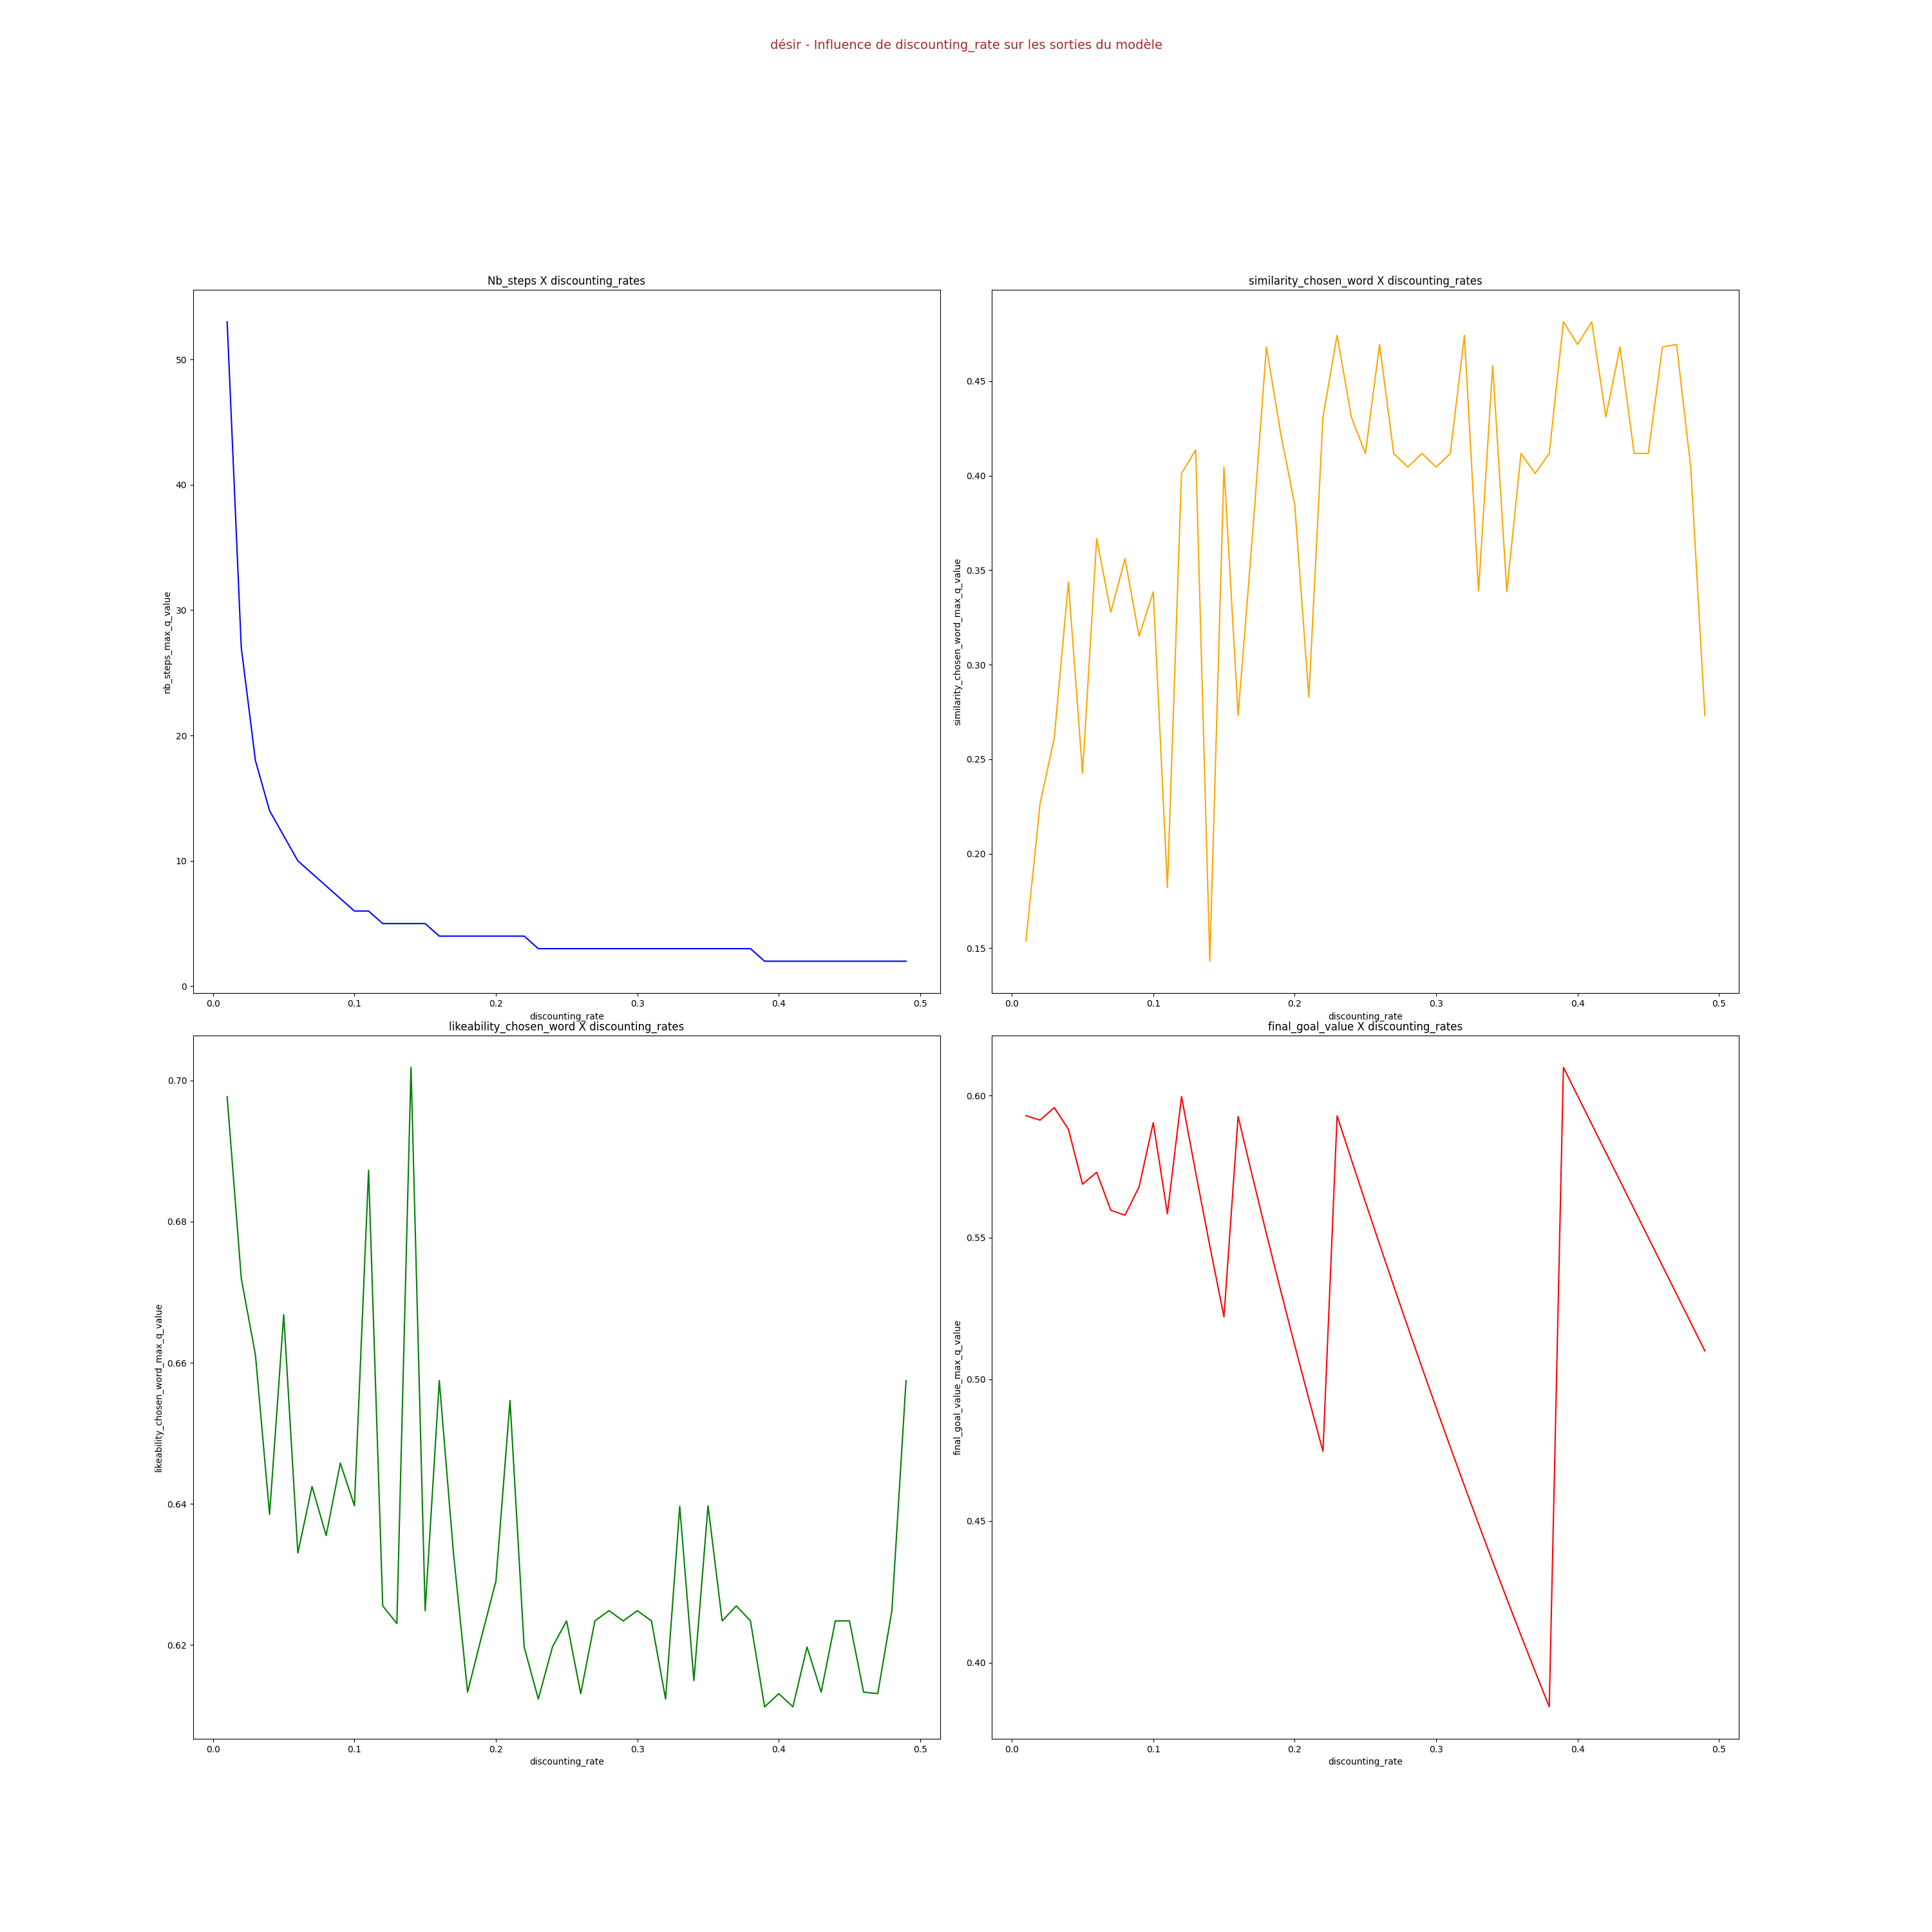 désir - Influence de discounting_rate sur les sorties du modèle
Nb_steps X discounting_rates
nb_steps_max_q_value
50
40
30
20
10
0
0.0 0.1 0.2 0.3 0.4 0.5
discounting_rate
similarity_chosen_word X discounting_rates
similarity_chosen_word_max_q_value
0.45
0.40
0.35
0.30
0.25
0.20
0.15
0.0 0.1 0.2 0.3 0.4 0.5
discounting_rate
likeability_chosen_word X discounting_rates
likeability_chosen_word_max_q_value
0.70
0.68
0.66
0.64
0.62
0.0 0.1 0.2 0.3 0.4 0.5
discounting_rate
final_goal_value X discounting_rates
final_goal_value_max_q_value
0.60
0.55
0.50
0.45
0.40
0.0 0.1 0.2 0.3 0.4 0.5
discounting_rate